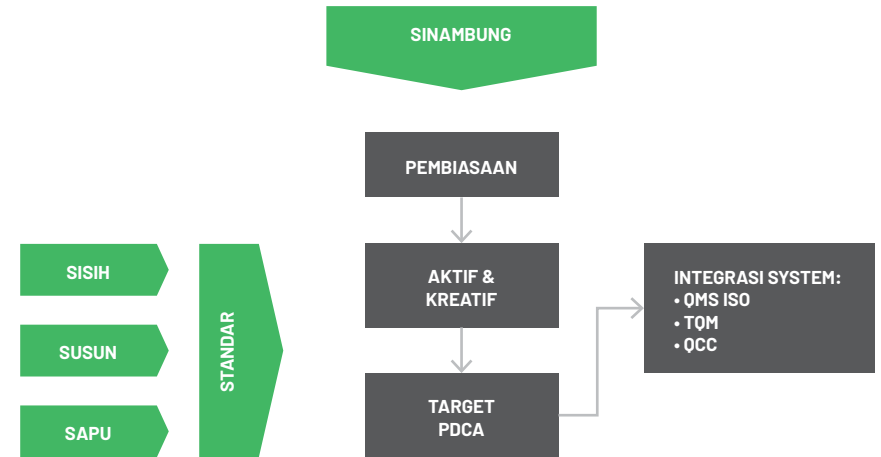 SINAMBUNG
PEMBIASAAN
AKTIF &
KREATIF
TARGET
PDCA
INTEGRASI SYSTEM:
• QMS ISO
• TQM
• QCC
SISIH
SUSUN
SAPU
STANDAR